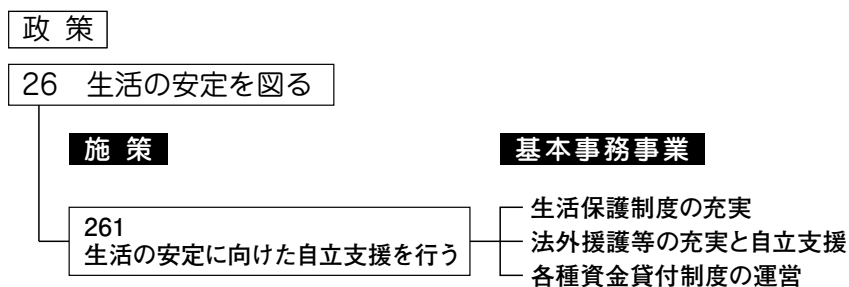 政 策
26　生活の安定を図る
施 策
基本事務事業
261
生活の安定に向けた自立支援を行う
生活保護制度の充実
法外援護等の充実と自立支援
各種資金貸付制度の運営